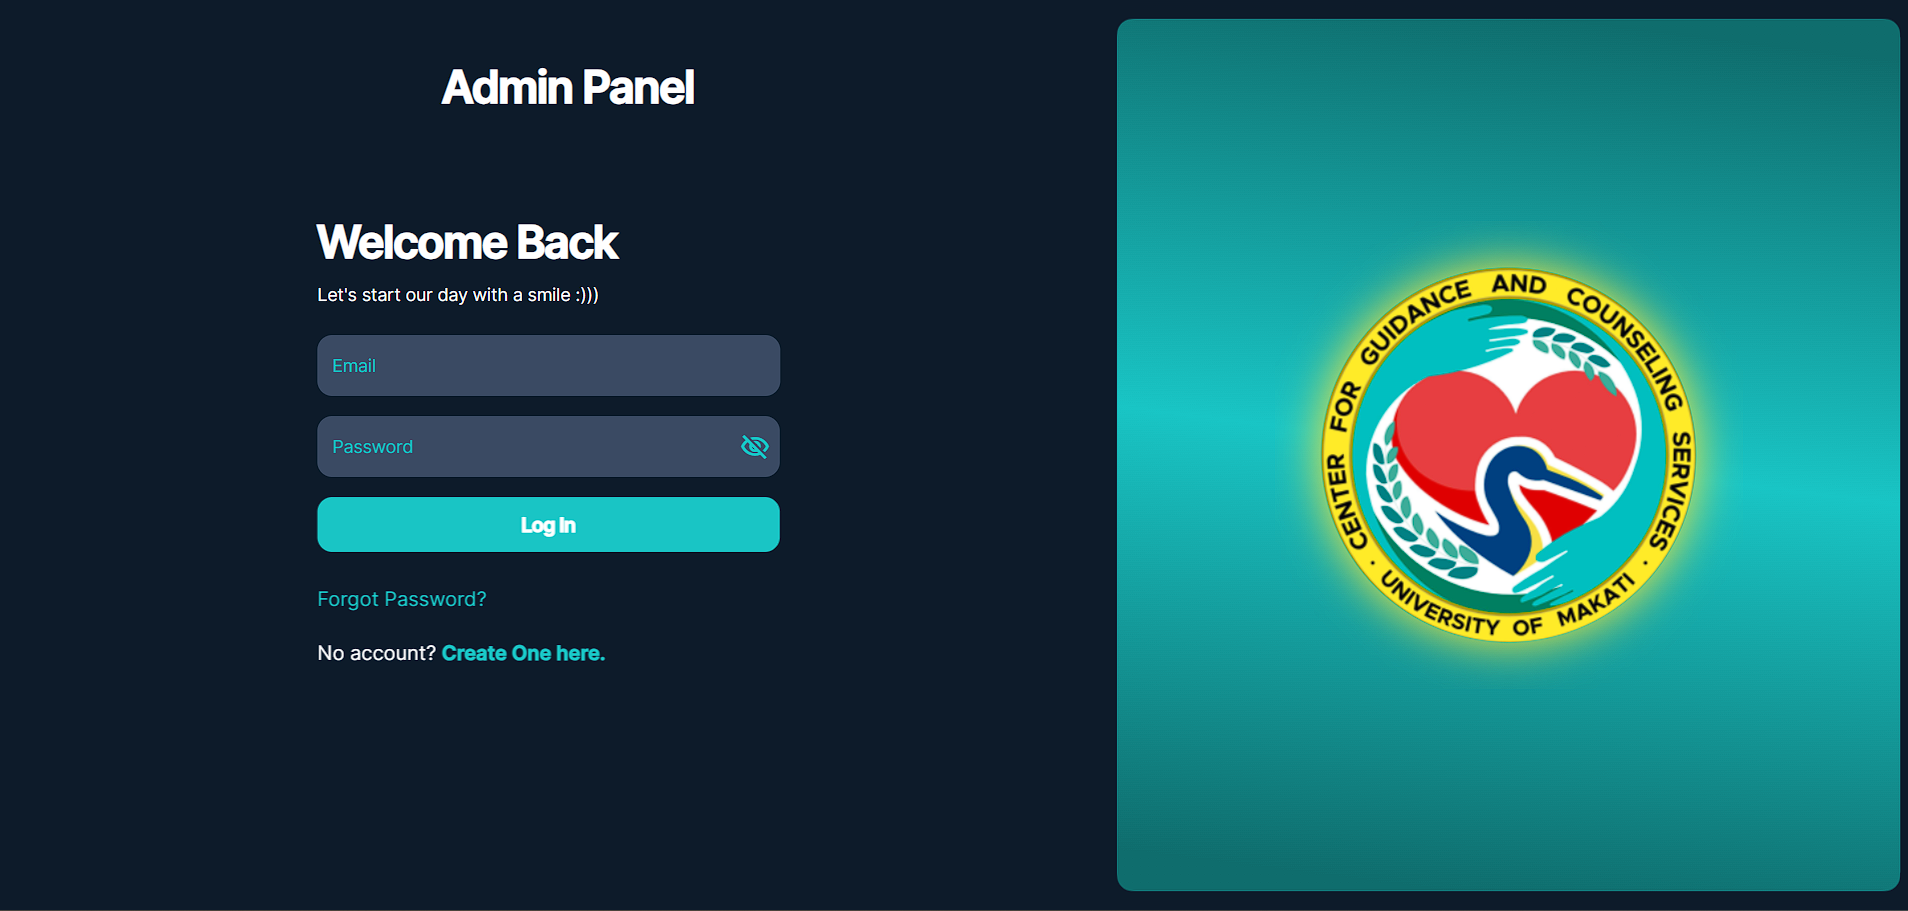 Admin Panel
Welcome Back
Let's start our day with a smile :)))
Email
Password
Log In
Forgot Password?
No account? Create One here.
CENTER FOR GUIDANCE AND COUNSELING SERVICES
· UNIVERSITY OF MAKATI ·